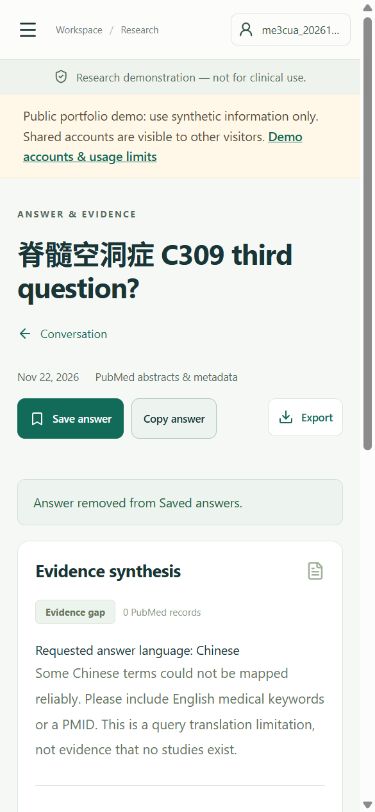 Workspace / Research
me3cua_20261...
Research demonstration — not for clinical use.
Public portfolio demo: use synthetic information only.
Shared accounts are visible to other visitors. Demo
accounts & usage limits
ANSWER & EVIDENCE
脊髓空洞症 C309 third
question?
Conversation
Nov 22, 2026 PubMed abstracts & metadata
Save answer Copy answer Export
Answer removed from Saved answers.
Evidence synthesis
Evidence gap 0 PubMed records
Requested answer language: Chinese
Some Chinese terms could not be mapped
reliably. Please include English medical keywords
or a PMID. This is a query translation limitation,
not evidence that no studies exist.